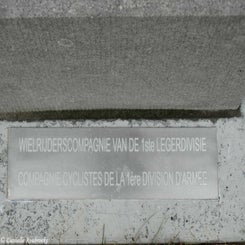 WIELRIJDERSCOMPAGNIE VAN DE 1ste LEGERDIVISIE
COMPAGNIE CYCLISTES DE LA 1ère DIVISION D'ARMÉE